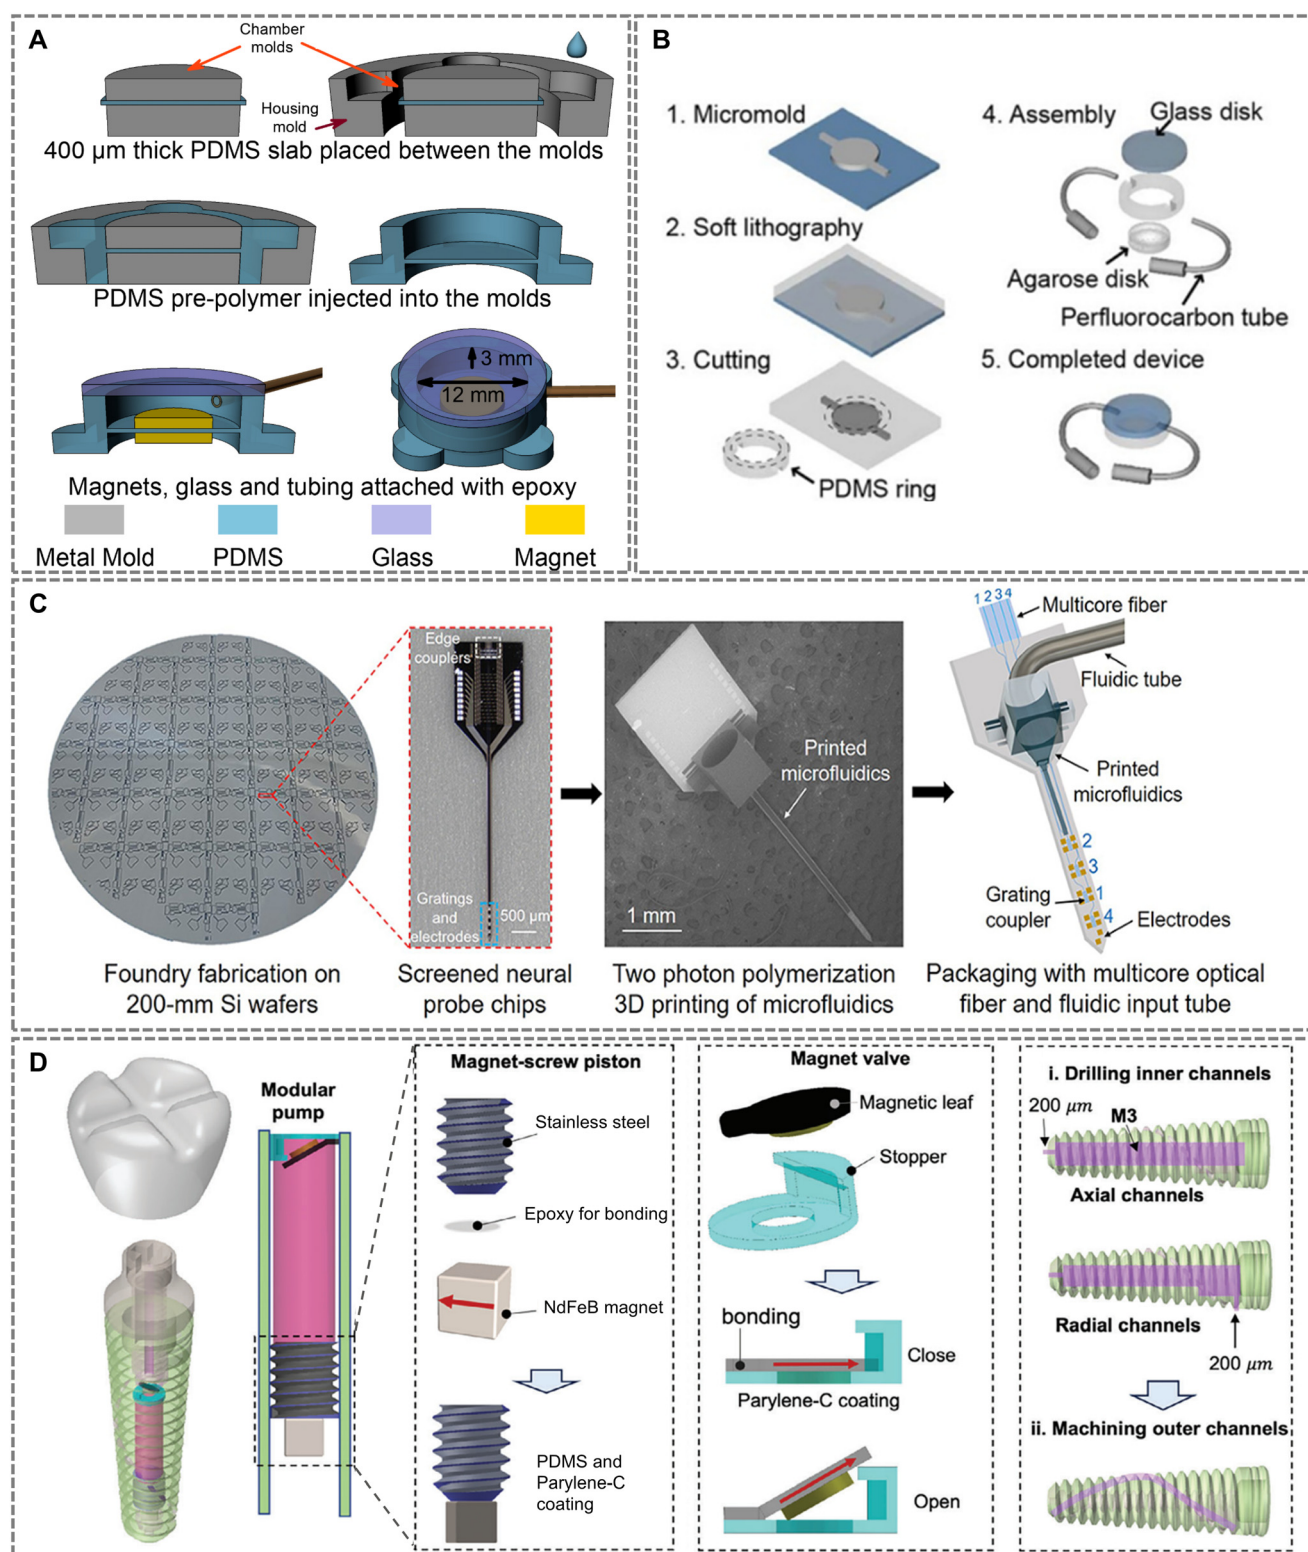 A
Chamber
molds
Housing
mold
400 μm thick PDMS slab placed between the molds
PDMS pre-polymer injected into the molds
3 mm
12 mm
Magnets, glass and tubing attached with epoxy
Metal Mold
PDMS
Glass
Magnet
B
1. Micromold
2. Soft lithography
3. Cutting
PDMS ring
4. Assembly
Glass disk
Agarose disk
Perfluorocarbon tube
5. Completed device
C
Edge
couplers
Gratings
and
electrodes
500 μm
Printed
microfluidics
1 mm
1 2 3 4
Multicore fiber
Fluidic tube
Printed
microfluidics
2
3
1
4
Grating
coupler
Electrodes
Foundry fabrication on
200-mm Si wafers
Screened neural
probe chips
Two photon polymerization
3D printing of microfluidics
Packaging with multicore optical
fiber and fluidic input tube
D
Modular
pump
Magnet-screw piston
Stainless steel
Epoxy for bonding
NdFeB magnet
PDMS and
Parylene-C
coating
Magnet valve
Magnetic leaf
Stopper
bonding
Close
Parylene-C coating
Open
i. Drilling inner channels
200 μm
M3
Axial channels
Radial channels
200 μm
ii. Machining outer channels